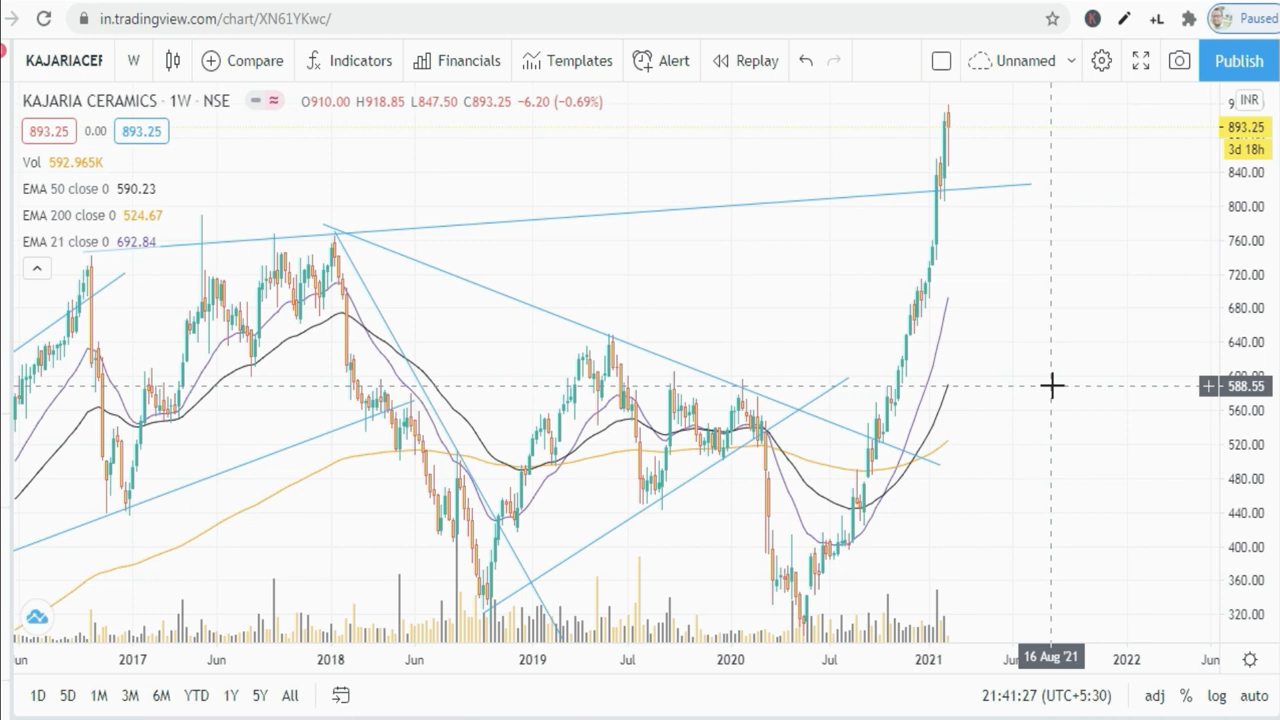 in.tradingview.com/chart/XN61YKwc/ K +L Paused
KAJARIACEF W Compare Indicators Financials Templates Alert Replay Unnamed Publish
KAJARIA CERAMICS · 1W · NSE O910.00 H918.85 L847.50 C893.25 −6.20 (−0.69%) INR
893.25 0.00 893.25
893.25
3d 18h
Vol 592.965K
840.00
EMA 50 close 0 590.23
EMA 200 close 0 524.67
800.00
EMA 21 close 0 692.84
760.00
720.00
680.00
640.00
588.55
560.00
520.00
480.00
440.00
400.00
360.00
320.00
2017 Jun 2018 Jun 2019 Jul 2020 Jul 2021 16 Aug '21 2022 Jun
1D 5D 1M 3M 6M YTD 1Y 5Y All 21:41:27 (UTC+5:30) adj % log auto